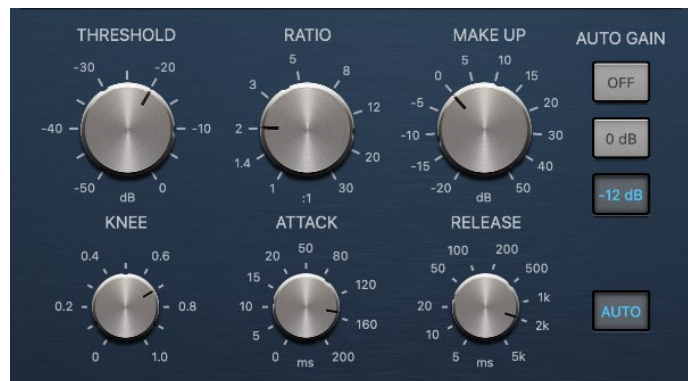 THRESHOLD
-50
-40
-30
-20
-10
0
dB
RATIO
1
1.4
2
3
5
8
12
20
30
:1
MAKE UP
-20
-15
-10
-5
0
5
10
15
20
30
40
50
dB
AUTO GAIN
OFF
0 dB
-12 dB
KNEE
0
0.2
0.4
0.6
0.8
1.0
ATTACK
0
5
10
15
20
50
80
120
160
200
ms
RELEASE
5
10
20
50
100
200
500
1k
2k
5k
ms
AUTO